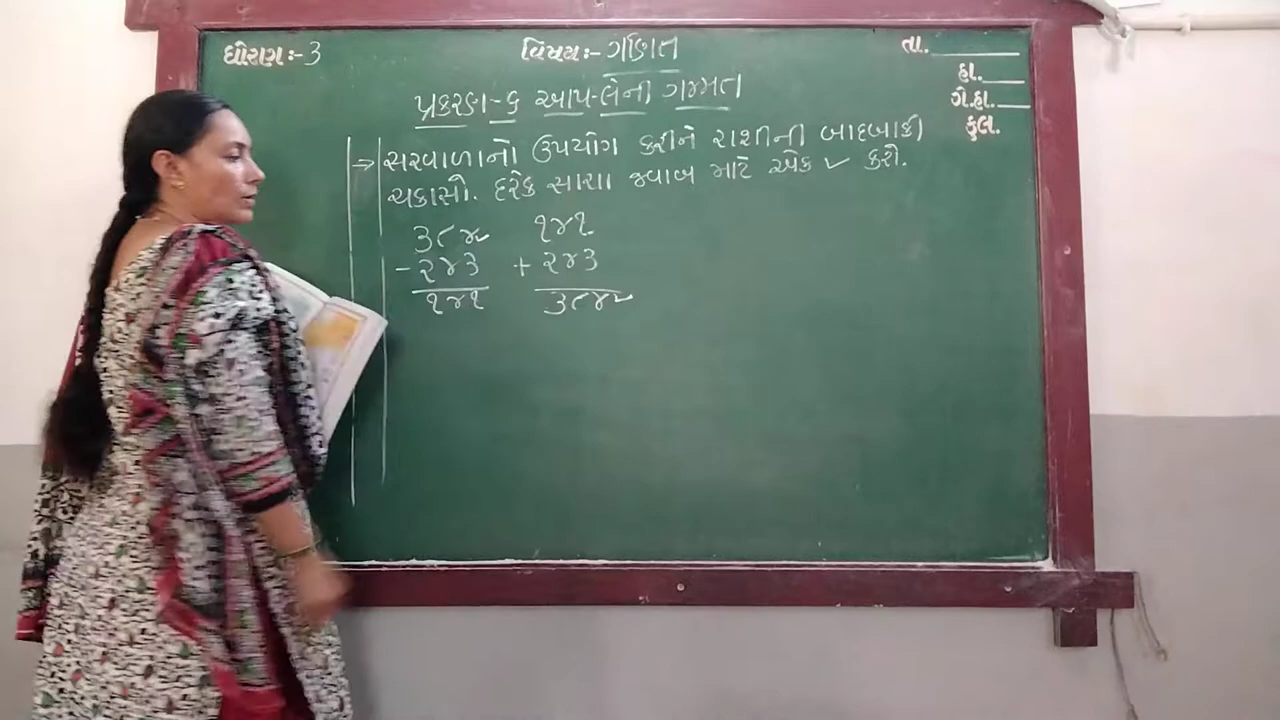 ધોરણ:- 3
વિષય:- ગણિત
તા.
હા.
ગે.હા.
કુલ.
પ્રકરણ-૬ આપ-લેની ગમ્મત
→ સરવાળાનો ઉપયોગ કરીને રાશીની બાદબાકી
ચકાસો. દરેક સાચા જવાબ માટે એક ✓ કરો.
૩૮૪✓ ૧૪૧
- ૨૪૩ + ૨૪૩
૧૪૧ ૩૮૪✓